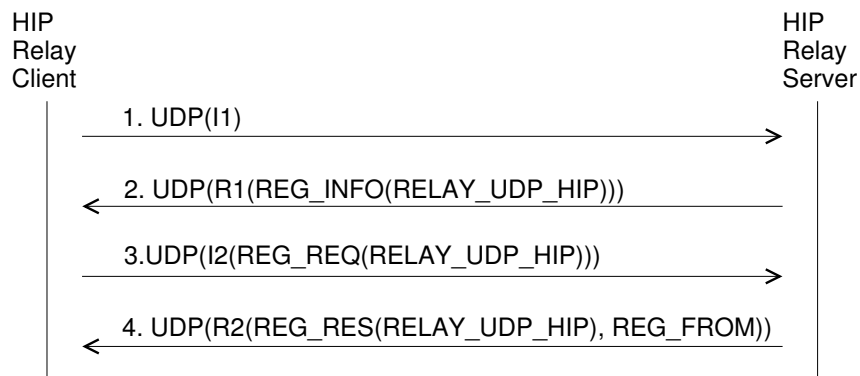 HIP
Relay
Client
HIP
Relay
Server
1. UDP(I1)
2. UDP(R1(REG_INFO(RELAY_UDP_HIP)))
3.UDP(I2(REG_REQ(RELAY_UDP_HIP)))
4. UDP(R2(REG_RES(RELAY_UDP_HIP), REG_FROM))